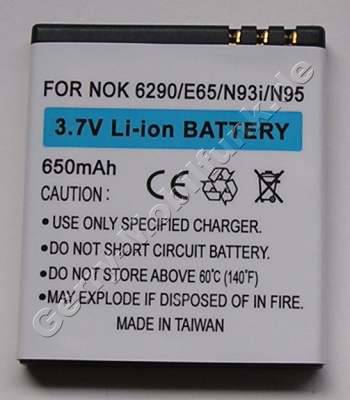 FOR NOK 6290/E65/N93i/N95
3.7V Li-ion BATTERY
650mAh
CAUTION :
• USE ONLY SPECIFIED CHARGER.
• DO NOT SHORT CIRCUIT BATTERY.
• DO NOT STORE ABOVE 60°C (140°F)
• MAY EXPLODE IF DISPOSED OF IN FIRE.
MADE IN TAIWAN